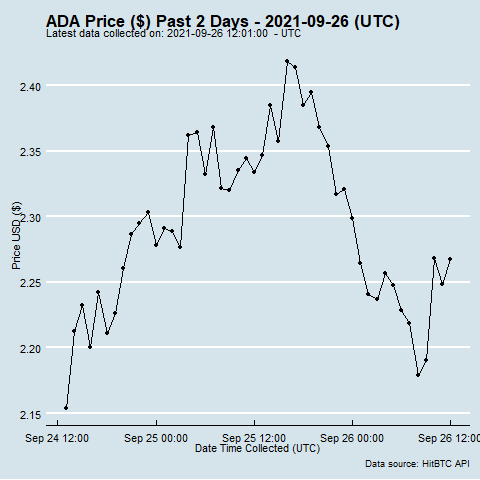 ADA Price ($) Past 2 Days - 2021-09-26 (UTC)
Latest data collected on: 2021-09-26 12:01:00 - UTC
2.40
2.35
2.30
2.25
2.20
2.15
Price USD ($)
Sep 24 12:00 Sep 25 00:00 Sep 25 12:00 Sep 26 00:00 Sep 26 12:00
Date Time Collected (UTC)
Data source: HitBTC API